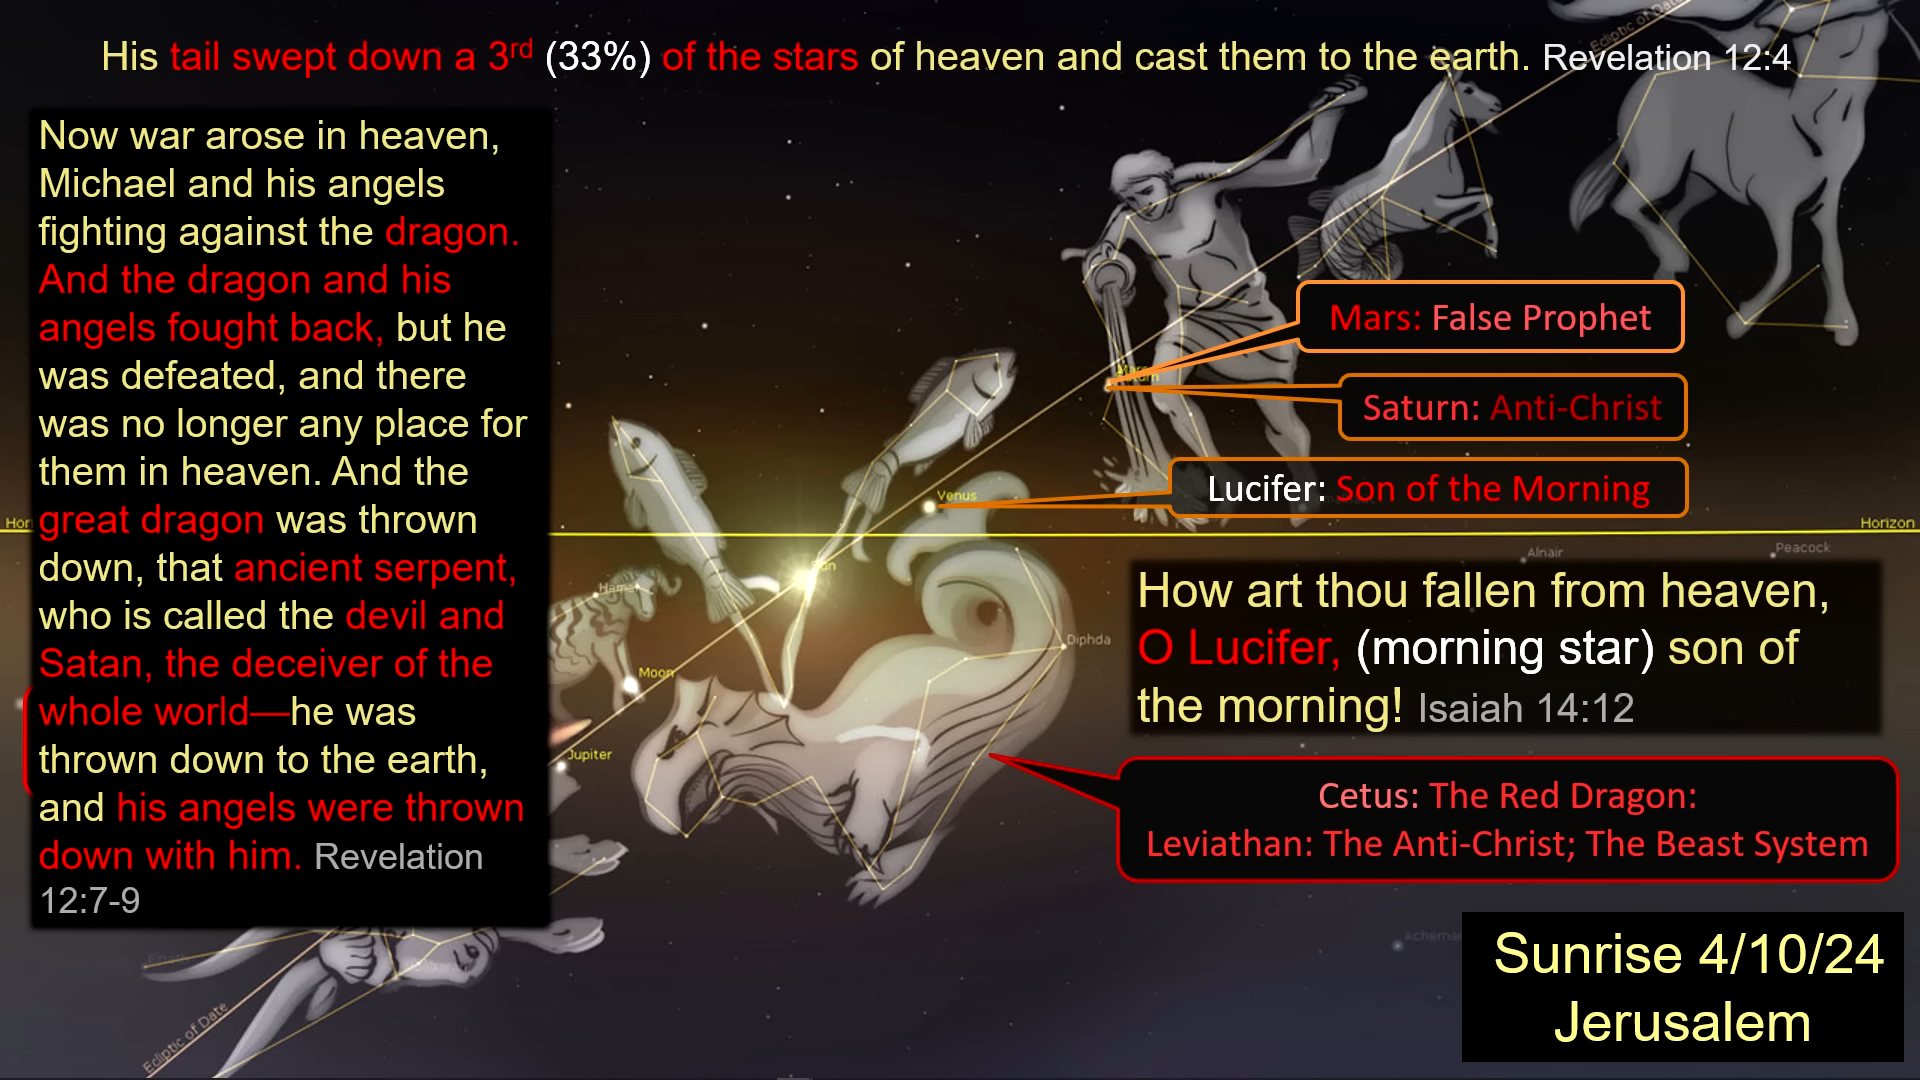 His tail swept down a 3rd (33%) of the stars of heaven and cast them to the earth. Revelation 12:4
Ecliptic of Date
Now war arose in heaven,
Michael and his angels
fighting against the dragon.
And the dragon and his
angels fought back, but he
was defeated, and there
was no longer any place for
them in heaven. And the
great dragon was thrown
down, that ancient serpent,
who is called the devil and
Satan, the deceiver of the
whole world—he was
thrown down to the earth,
and his angels were thrown
down with him. Revelation
12:7-9
Mars: False Prophet
Mars
Saturn: Anti-Christ
Lucifer: Son of the Morning
Venus
Horizon
Alnair
Peacock
Sun
Hamal
Diphda
Moon
Jupiter
How art thou fallen from heaven,
O Lucifer, (morning star) son of
the morning! Isaiah 14:12
Cetus: The Red Dragon:
Leviathan: The Anti-Christ; The Beast System
Sunrise 4/10/24
Jerusalem
Elnath
Ecliptic of Date